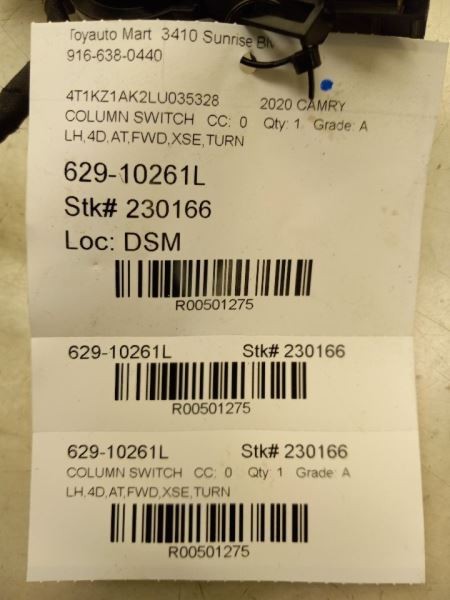 Toyauto Mart 3410 Sunrise
916-638-0440
4T1KZ1AK2LU035328 2020 CAMRY
COLUMN SWITCH CC: 0 Qty: 1 Grade: A
LH,4D,AT,FWD,XSE,TURN
629-10261L
Stk# 230166
Loc: DSM
R00501275
629-10261L Stk# 230166
R00501275
629-10261L Stk# 230166
COLUMN SWITCH CC: 0 Qty: 1 Grade: A
LH,4D,AT,FWD,XSE,TURN
R00501275